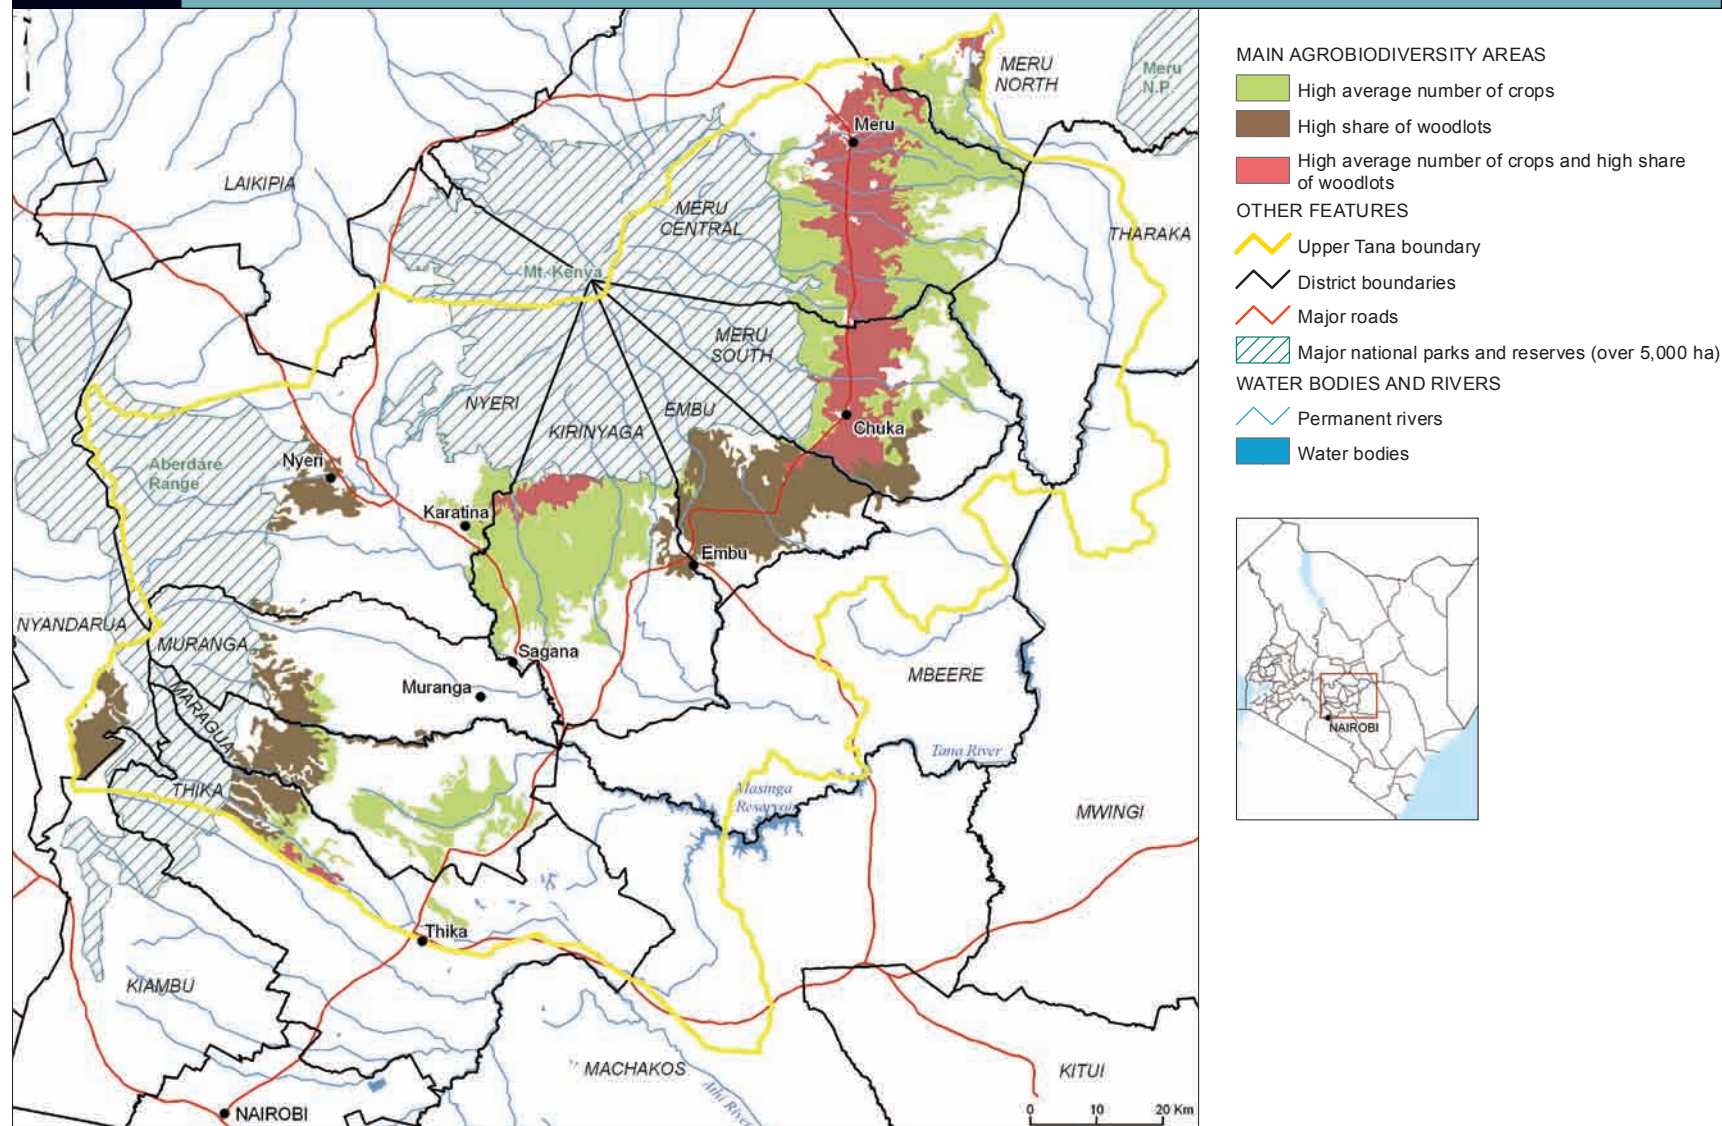 MERU
NORTH
Meru
N.P.
Meru
LAIKIPIA
MERU
CENTRAL
THARAKA
Mt. Kenya
MERU
SOUTH
NYERI
EMBU
KIRINYAGA
Chuka
Aberdare
Range
Nyeri
Karatina
Embu
NYANDARUA
MURANGA
Sagana
MBEERE
Muranga
MARAGUA
Tana River
THIKA
Masinga
Reservoir
MWINGI
Thika
KIAMBU
MACHAKOS
KITUI
Athi River
NAIROBI
0 10 20 Km
MAIN AGROBIODIVERSITY AREAS
High average number of crops
High share of woodlots
High average number of crops and high share
of woodlots
OTHER FEATURES
Upper Tana boundary
District boundaries
Major roads
Major national parks and reserves (over 5,000 ha)
WATER BODIES AND RIVERS
Permanent rivers
Water bodies
NAIROBI